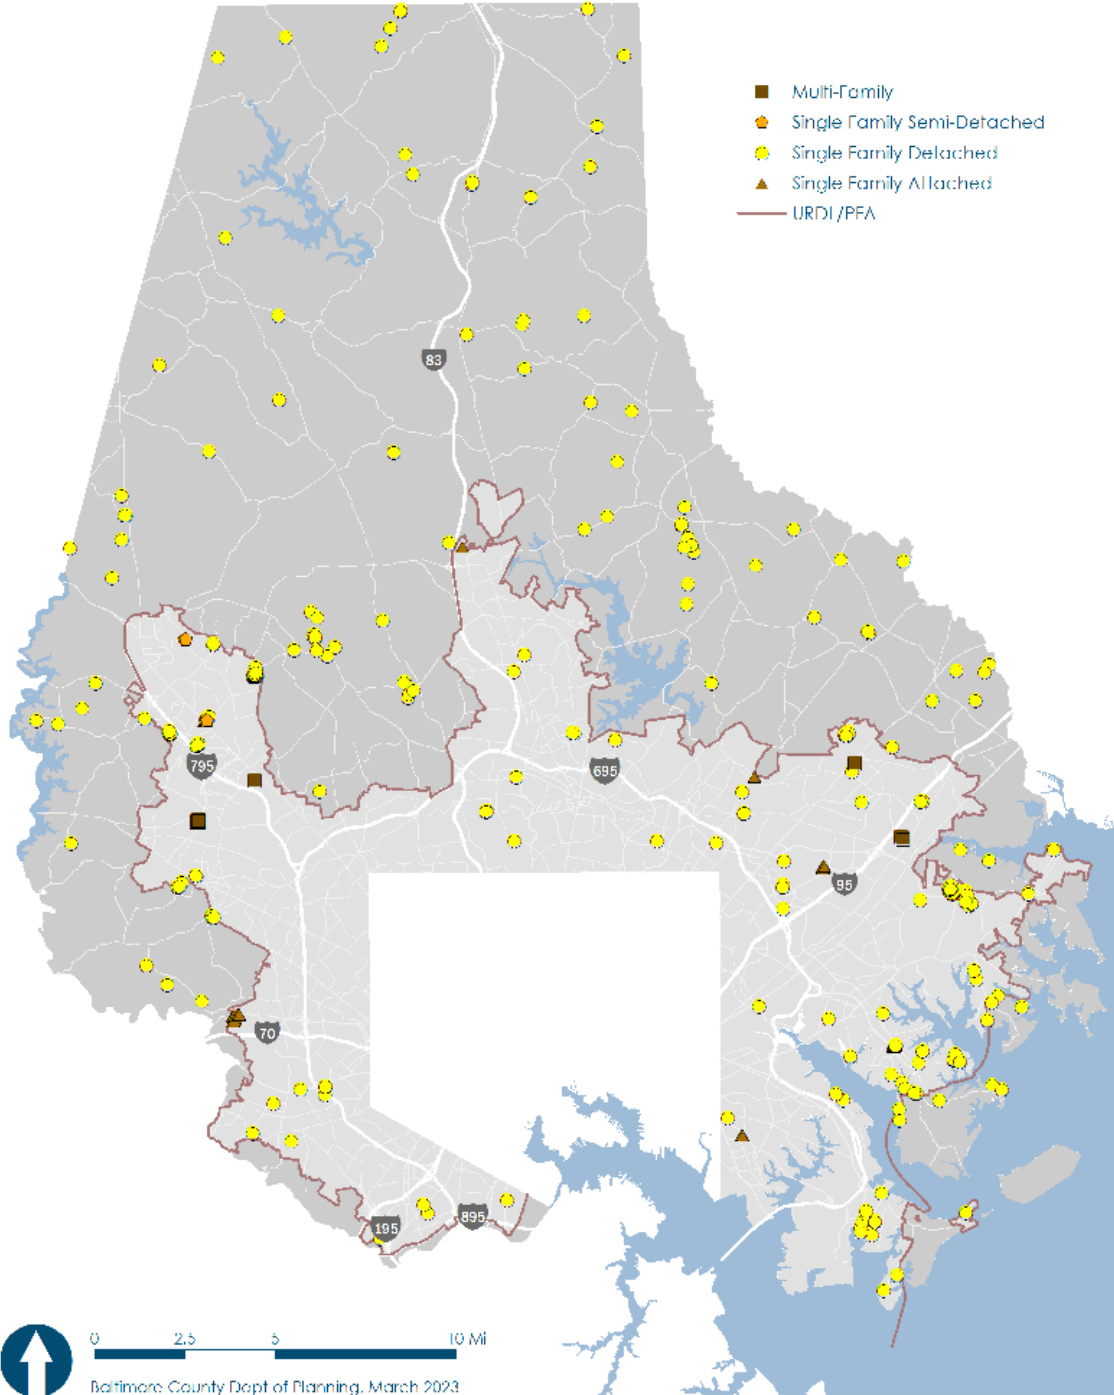 Multi-Family
Single Family Semi-Detached
Single Family Detached
Single Family Attached
URDL/PFA
83
795
695
95
70
195
895
0 2.5 5 10 Mi
Baltimore County Dept of Planning, March 2023